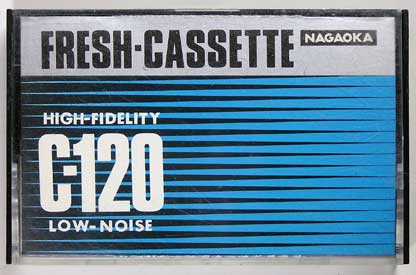 FRESH-CASSETTE NAGAOKA
HIGH-FIDELITY
C-120
LOW-NOISE